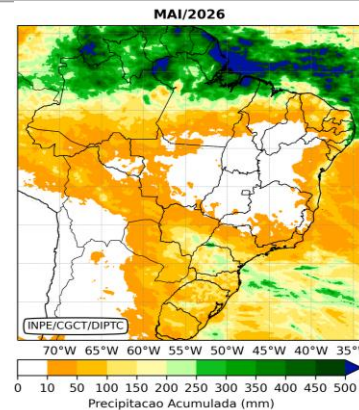 MAI/2026
INPE/CGCT/DIPTC
70°W 65°W 60°W 55°W 50°W 45°W 40°W 35°
0 10 50 100 150 200 250 300 350 400 450 500
Precipitacao Acumulada (mm)